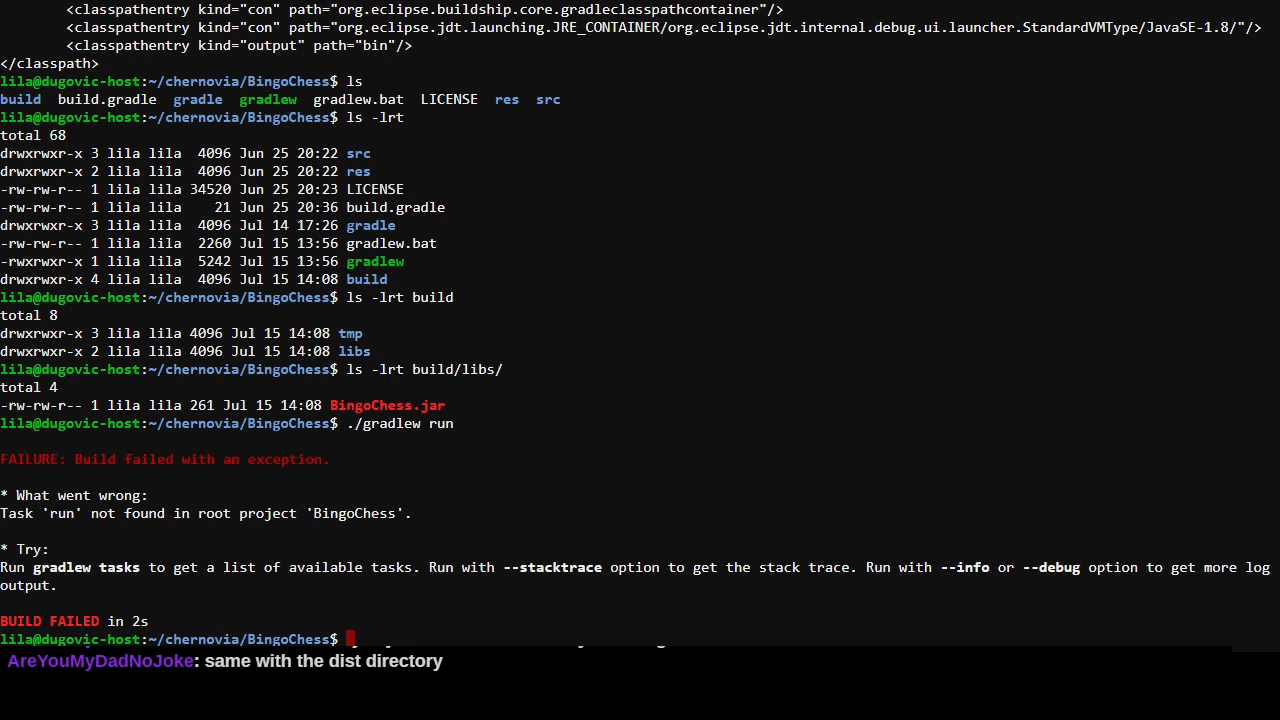 <classpathentry kind="con" path="org.eclipse.buildship.core.gradleclasspathcontainer"/>
<classpathentry kind="con" path="org.eclipse.jdt.launching.JRE_CONTAINER/org.eclipse.jdt.internal.debug.ui.launcher.StandardVMType/JavaSE-1.8/"/>
<classpathentry kind="output" path="bin"/>
</classpath>
lila@dugovic-host:~/chernovia/BingoChess$ ls
build  build.gradle  gradle  gradlew  gradlew.bat  LICENSE  res  src
lila@dugovic-host:~/chernovia/BingoChess$ ls -lrt
total 68
drwxrwxr-x 3 lila lila  4096 Jun 25 20:22 src
drwxrwxr-x 2 lila lila  4096 Jun 25 20:22 res
-rw-rw-r-- 1 lila lila 34520 Jun 25 20:23 LICENSE
-rw-rw-r-- 1 lila lila    21 Jun 25 20:36 build.gradle
drwxrwxr-x 3 lila lila  4096 Jul 14 17:26 gradle
-rw-rw-r-- 1 lila lila  2260 Jul 15 13:56 gradlew.bat
-rwxrwxr-x 1 lila lila  5242 Jul 15 13:56 gradlew
drwxrwxr-x 4 lila lila  4096 Jul 15 14:08 build
lila@dugovic-host:~/chernovia/BingoChess$ ls -lrt build
total 8
drwxrwxr-x 3 lila lila 4096 Jul 15 14:08 tmp
drwxrwxr-x 2 lila lila 4096 Jul 15 14:08 libs
lila@dugovic-host:~/chernovia/BingoChess$ ls -lrt build/libs/
total 4
-rw-rw-r-- 1 lila lila 261 Jul 15 14:08 BingoChess.jar
lila@dugovic-host:~/chernovia/BingoChess$ ./gradlew run
FAILURE: Build failed with an exception.
* What went wrong:
Task 'run' not found in root project 'BingoChess'.
* Try:
Run gradlew tasks to get a list of available tasks. Run with --stacktrace option to get the stack trace. Run with --info or --debug option to get more log
output.
BUILD FAILED in 2s
lila@dugovic-host:~/chernovia/BingoChess$
AreYouMyDadNoJoke: same with the dist directory